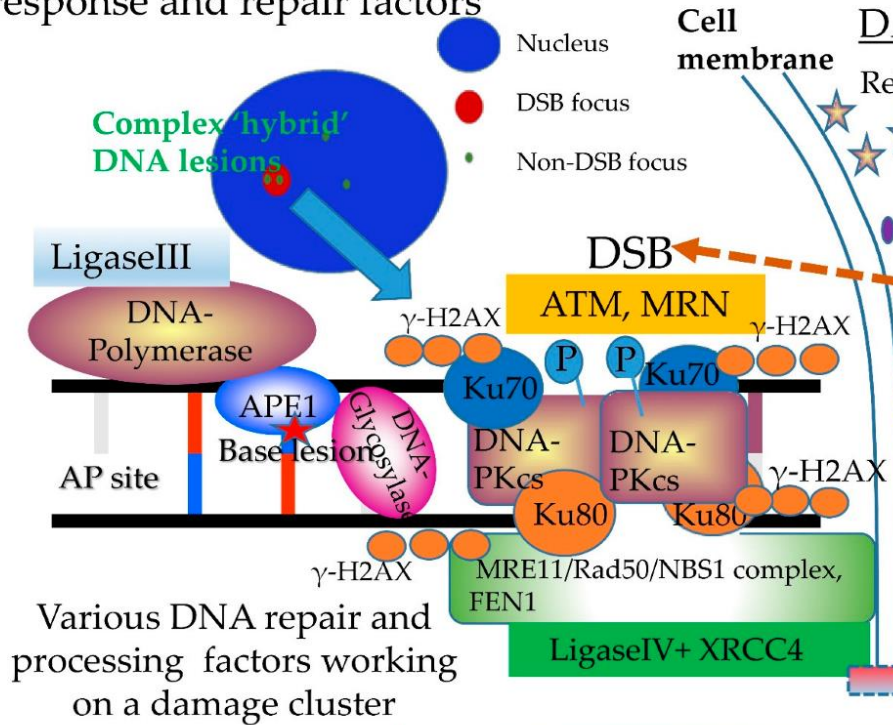 response and repair factors
Nucleus
DSB focus
Non-DSB focus
Complex 'hybrid'
DNA lesions
Cell
membrane
LigaseIII
DNA-
Polymerase
APE1
Base lesion
DNA-
Glycosylase
AP site
DSB
ATM, MRN
γ-H2AX
γ-H2AX
P
P
Ku70
Ku70
DNA-
PKcs
DNA-
PKcs
Ku80
Ku80
γ-H2AX
γ-H2AX
MRE11/Rad50/NBS1 complex,
FEN1
LigaseIV+ XRCC4
Various DNA repair and
processing factors working
on a damage cluster